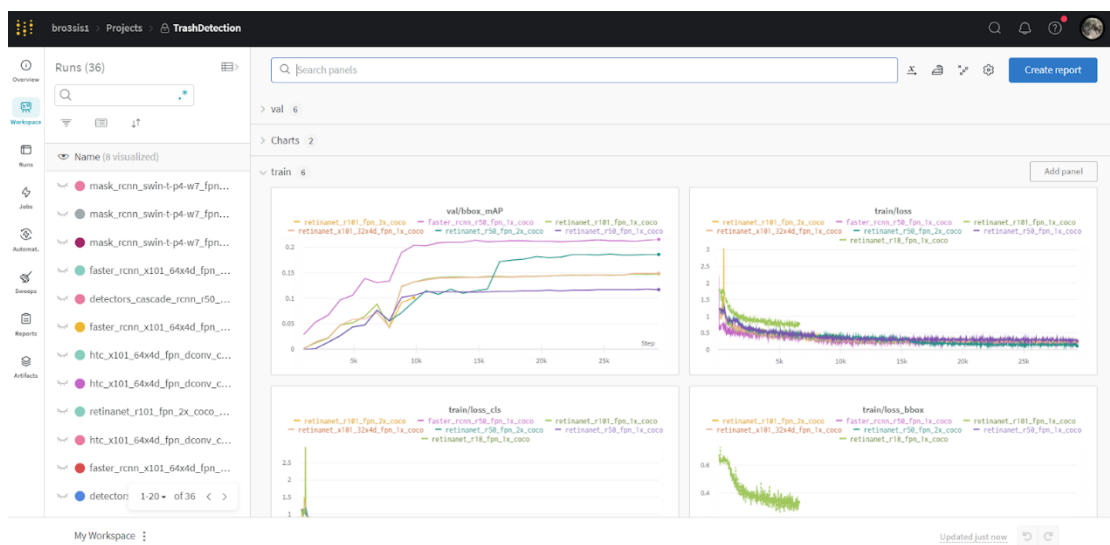 bro3sis1 > Projects > TrashDetection
Overview
Workspace
Runs
Jobs
Automat.
Sweeps
Reports
Artifacts
Runs (36)
.*
Name (8 visualized)
mask_rcnn_swin-t-p4-w7_fpn...
mask_rcnn_swin-t-p4-w7_fpn...
mask_rcnn_swin-t-p4-w7_fpn...
faster_rcnn_x101_64x4d_fpn_...
detectors_cascade_rcnn_r50_...
faster_rcnn_x101_64x4d_fpn_...
htc_x101_64x4d_fpn_dconv_c...
htc_x101_64x4d_fpn_dconv_c...
retinanet_r101_fpn_2x_coco_...
htc_x101_64x4d_fpn_dconv_c...
faster_rcnn_x101_64x4d_fpn_...
detectors
1-20 of 36 < >
My Workspace
Search panels
Create report
val 6
Charts 2
train 6
Add panel
val/bbox_mAP
retinanet_r101_fpn_2x_coco faster_rcnn_r50_fpn_1x_coco retinanet_r101_fpn_1x_coco
retinanet_x101_32x4d_fpn_1x_coco retinanet_r50_fpn_2x_coco retinanet_r50_fpn_1x_coco
0.2
0.15
0.1
0.05
0
Step
5k 10k 15k 20k 25k
train/loss
retinanet_r101_fpn_2x_coco faster_rcnn_r50_fpn_1x_coco retinanet_r101_fpn_1x_coco
retinanet_x101_32x4d_fpn_1x_coco retinanet_r50_fpn_2x_coco retinanet_r50_fpn_1x_coco
retinanet_r18_fpn_1x_coco
3
2.5
2
1.5
1
0.5
0
5k 10k 15k 20k 25k
train/loss_cls
retinanet_r101_fpn_2x_coco faster_rcnn_r50_fpn_1x_coco retinanet_r101_fpn_1x_coco
retinanet_x101_32x4d_fpn_1x_coco retinanet_r50_fpn_2x_coco retinanet_r50_fpn_1x_coco
retinanet_r18_fpn_1x_coco
2.5
2
1.5
1
train/loss_bbox
retinanet_r101_fpn_2x_coco faster_rcnn_r50_fpn_1x_coco retinanet_r101_fpn_1x_coco
retinanet_x101_32x4d_fpn_1x_coco retinanet_r50_fpn_2x_coco retinanet_r50_fpn_1x_coco
retinanet_r18_fpn_1x_coco
0.6
0.4
Updated just now